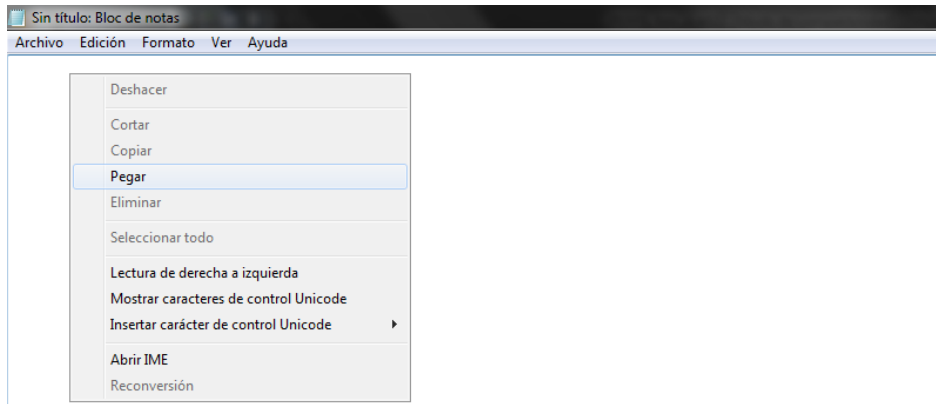 Sin título: Bloc de notas
Archivo Edición Formato Ver Ayuda
Deshacer
Cortar
Copiar
Pegar
Eliminar
Seleccionar todo
Lectura de derecha a izquierda
Mostrar caracteres de control Unicode
Insertar carácter de control Unicode
Abrir IME
Reconversión